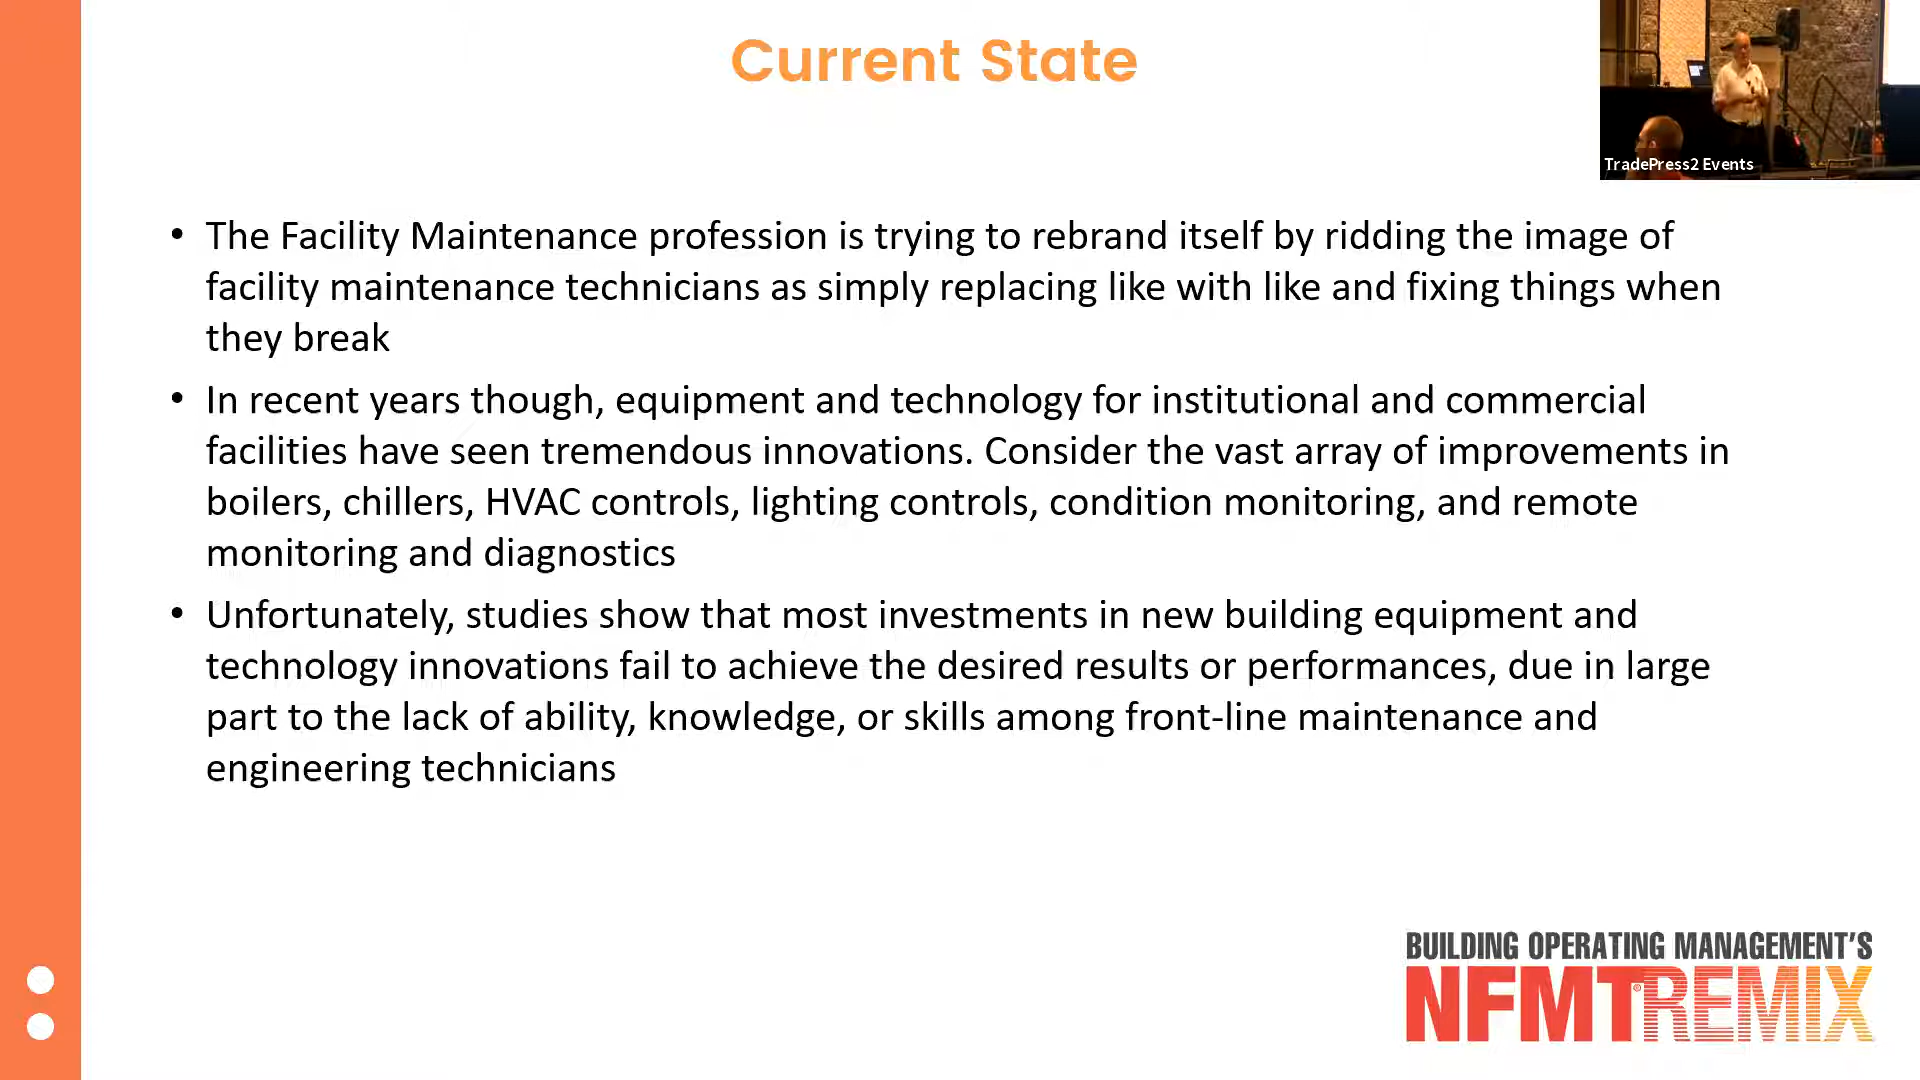 Current State
TradePress2 Events
• The Facility Maintenance profession is trying to rebrand itself by ridding the image of
facility maintenance technicians as simply replacing like with like and fixing things when
they break
• In recent years though, equipment and technology for institutional and commercial
facilities have seen tremendous innovations. Consider the vast array of improvements in
boilers, chillers, HVAC controls, lighting controls, condition monitoring, and remote
monitoring and diagnostics
• Unfortunately, studies show that most investments in new building equipment and
technology innovations fail to achieve the desired results or performances, due in large
part to the lack of ability, knowledge, or skills among front-line maintenance and
engineering technicians
BUILDING OPERATING MANAGEMENT'S
NFMT®REMIX